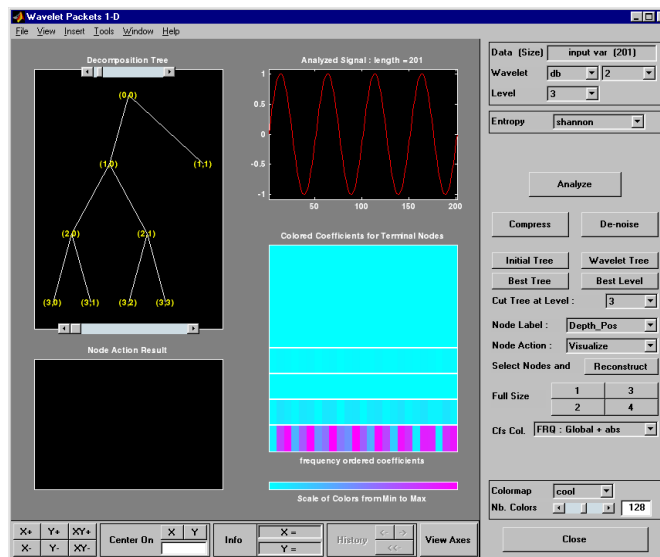 Wavelet Packets 1-D
File View Insert Tools Window Help
Decomposition Tree
(0,0)
(1,0) (1,1)
(2,0) (2,1)
(3,0) (3,1) (3,2) (3,3)
Node Action Result
Analyzed Signal : length = 201
1
0.5
0
-0.5
-1
50 100 150 200
Colored Coefficients for Terminal Nodes
frequency ordered coefficients
Scale of Colors from Min to Max
Data (Size) input var (201)
Wavelet db 2
Level 3
Entropy shannon
Analyze
Compress De-noise
Initial Tree Wavelet Tree
Best Tree Best Level
Cut Tree at Level : 3
Node Label : Depth_Pos
Node Action : Visualize
Select Nodes and Reconstruct
Full Size 1 3
2 4
Cfs Col. FRQ : Global + abs
Colormap cool
Nb. Colors 128
Close
X+ Y+ XY+ Center On X Y Info X = History <- -> View Axes
X- Y- XY- Y = <<-